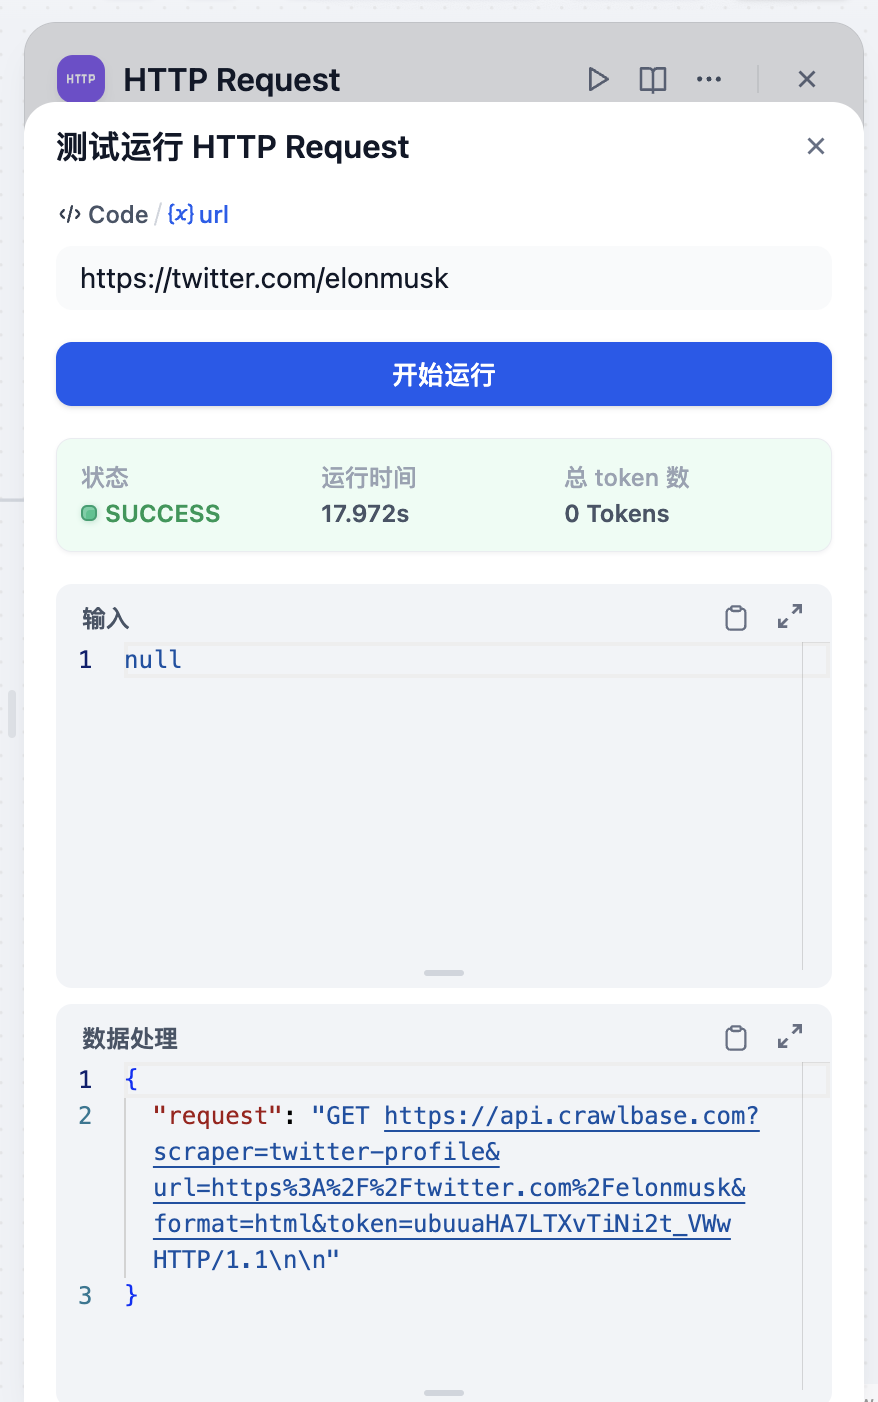 HTTP HTTP Request
测试运行 HTTP Request
</> Code / {x} url
https://twitter.com/elonmusk
开始运行
状态 运行时间 总 token 数
SUCCESS 17.972s 0 Tokens
输入
1 null
数据处理
1 {
2 "request": "GET https://api.crawlbase.com?
scraper=twitter-profile&
url=https%3A%2F%2Ftwitter.com%2Felonmusk&
format=html&token=ubuuaHA7LTXvTiNi2t_VWw
HTTP/1.1\n\n"
3 }